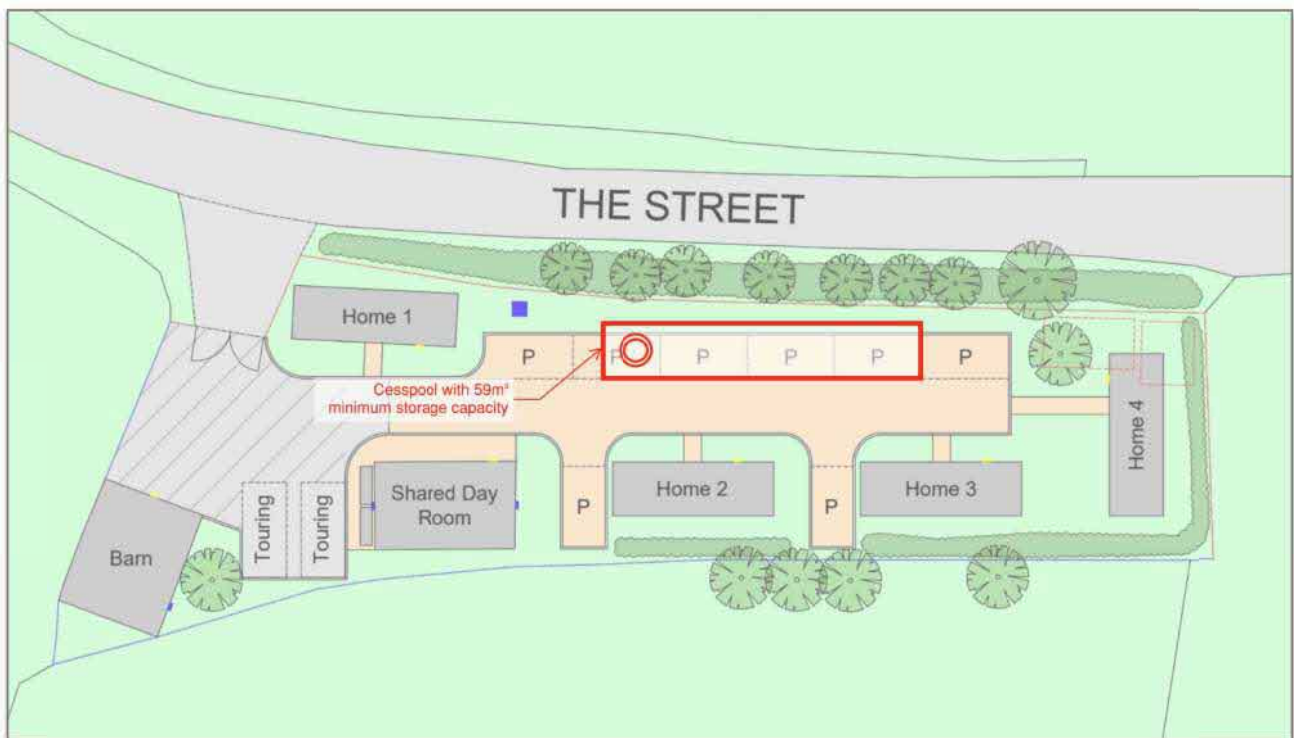 THE STREET
Home 1
P
P
P
P
P
P
Cesspool with 59m³
minimum storage capacity
Home 4
Shared Day
Room
Home 2
Home 3
P
P
Touring
Touring
Barn